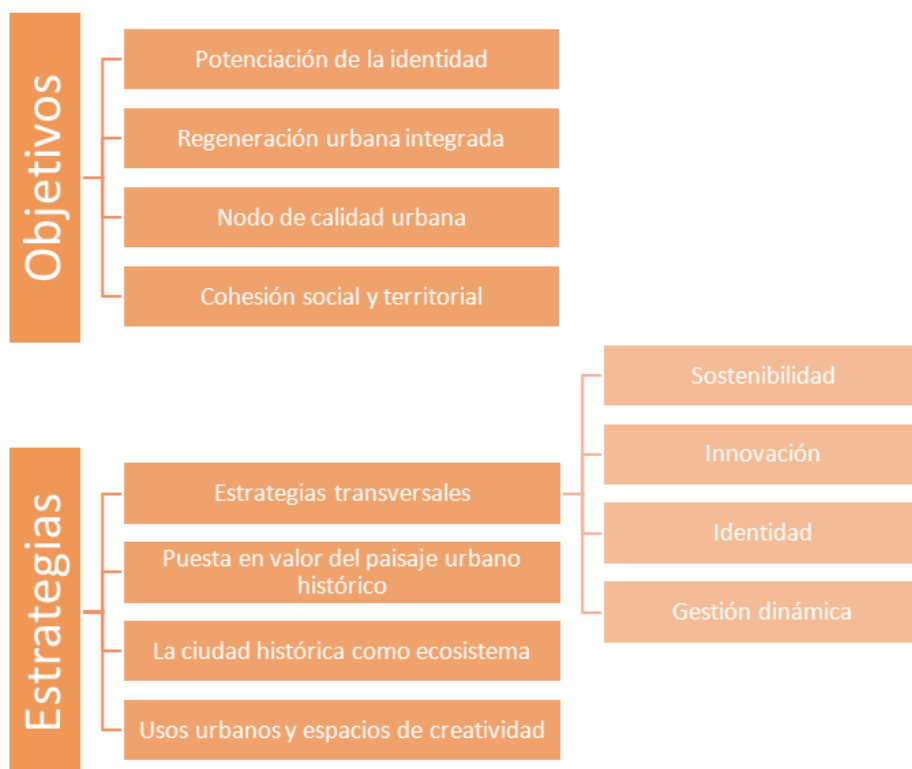 Objetivos
Potenciación de la identidad
Regeneración urbana integrada
Nodo de calidad urbana
Cohesión social y territorial
Estrategias
Estrategias transversales
Sostenibilidad
Innovación
Identidad
Gestión dinámica
Puesta en valor del paisaje urbano
histórico
La ciudad histórica como ecosistema
Usos urbanos y espacios de creatividad